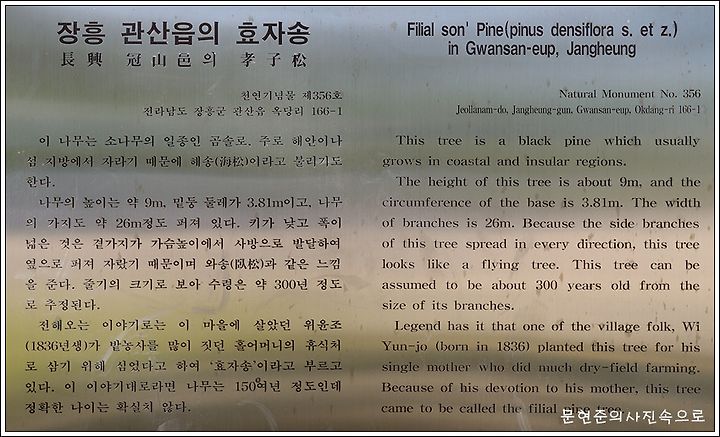 장흥 관산읍의 효자송
長興 冠山邑의 孝子松
천연기념물 제356호
전라남도 장흥군 관산읍 옥당리 166-1
이 나무는 소나무의 일종인 곰솔로, 주로 해안이나
섬 지방에서 자라기 때문에 해송(海松)이라고 불리기도
한다.
나무의 높이는 약 9m, 밑둥 둘레가 3.81m이고, 나무
의 가지도 약 26m정도 퍼져 있다. 키가 낮고 폭이
넓은 것은 곁가지가 가슴높이에서 사방으로 발달하여
옆으로 퍼져 자랐기 때문이며 와송(臥松)과 같은 느낌
을 준다. 줄기의 크기로 보아 수령은 약 300년 정도
로 추정된다.
전해오는 이야기로는 이 마을에 살았던 위윤조
(1836년생)가 밭농사를 많이 짓던 홀어머니의 휴식처
로 삼기 위해 심었다고 하여 '효자송'이라고 부르고
있다. 이 이야기대로라면 나무는 150여년 정도인데
정확한 나이는 확실치 않다.
Filial son' Pine(pinus densiflora s. et z.)
in Gwansan-eup, Jangheung
Natural Monument No. 356
Jeollanam-do, Jangheung-gun, Gwansan-eup, Okdang-ri 166-1
This tree is a black pine which usually
grows in coastal and insular regions.
The height of this tree is about 9m, and the
circumference of the base is 3.81m. The width
of branches is 26m. Because the side branches
of this tree spread in every direction, this tree
looks like a flying tree. This tree can be
assumed to be about 300 years old from the
size of its branches.
Legend has it that one of the village folk, Wi
Yun-jo (born in 1836) planted this tree for his
single mother who did much dry-field farming.
Because of his devotion to his mother, this tree
came to be called the filial pine tree.
문연준의사진속으로